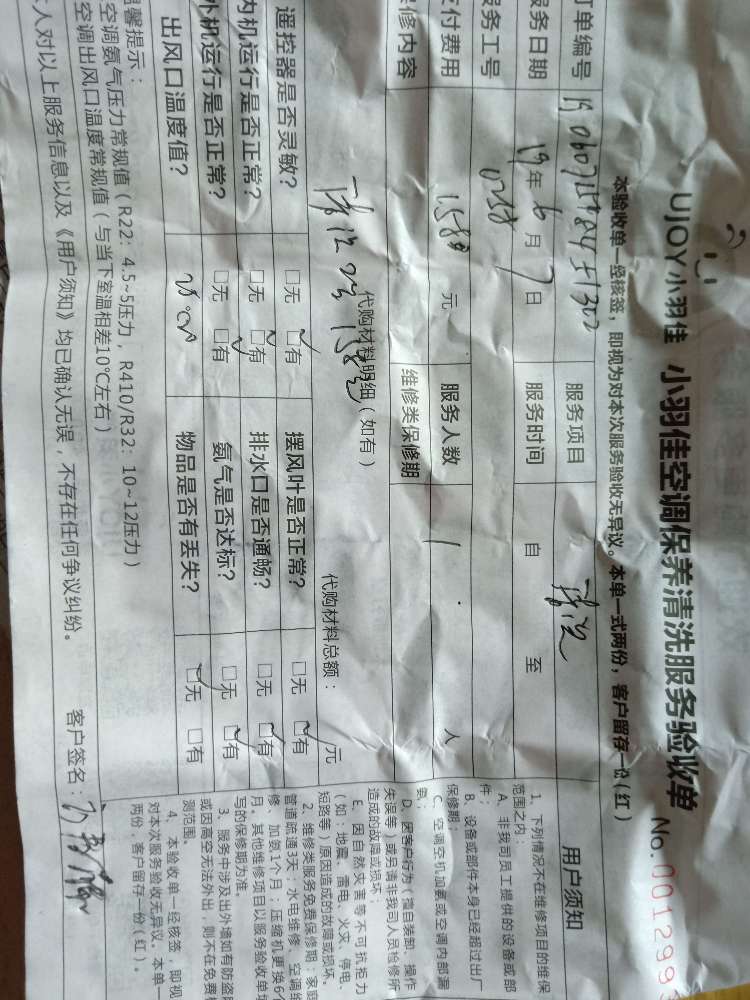 UJOY小羽佳 小羽佳空调保养清洗服务验收单
No.001299
本验收单一经核签，即视为对本次服务验收无异议。本单一式两份，客户留存一份(红)
订单编号
服务项目 清洗
服务日期 19年6月7日
服务时间 自 至
服务工号 0258
支付费用 158 元
服务人数 1 人
保修内容
维修类保修期
代购材料明细(如有)
代购材料总额： 元
遥控器是否灵敏？ □无 □有
摆风叶是否正常？ □无 □有
内机运行是否正常？ □无 □有
排水口是否通畅？ □无 □有
外机运行是否正常？ □无 □有
氨气是否达标？ □无 □有
出风口温度值？ ℃
物品是否有丢失？ □无 □有
温馨提示：
空调氨气压力常规值(R22：4.5~5压力，R410/R32：10~12压力)
空调出风口温度常规值(与当下室温相差10℃左右)
本人对以上服务信息以及《用户须知》均已确认无误，不存在任何争议纠纷。
客户签名：
用户须知
1、下列情况不在维修项目的维保
范围之内：
A、非我司员工提供的设备或部
件；
B、设备或部件本身已经超过出厂
保修期；
C、空调空机加氨或空调内部漏
氨；
D、因客户行为(擅自装卸、操作
失误等)或另请非我司人员检修所
造成的故障或损坏；
E、因自然灾害等不可抗拒力
(如：地震、雷电、火灾、停电、
短路等)原因造成的故障或损坏。
2、维修类服务免费保修期：家庭
管道疏通3天；水电维修、空调维
修、加氨1个月；压缩机更换6个
月。其他维修项目以服务验收单填
写的保修期为准。
3、服务中涉及出外墙如有防盗网
或因高空无法外出，则不在免费检
测范围。
4、本验收单一经核签，即视
对本次服务验收无异议。本单一
两份，客户留存一份(红)。